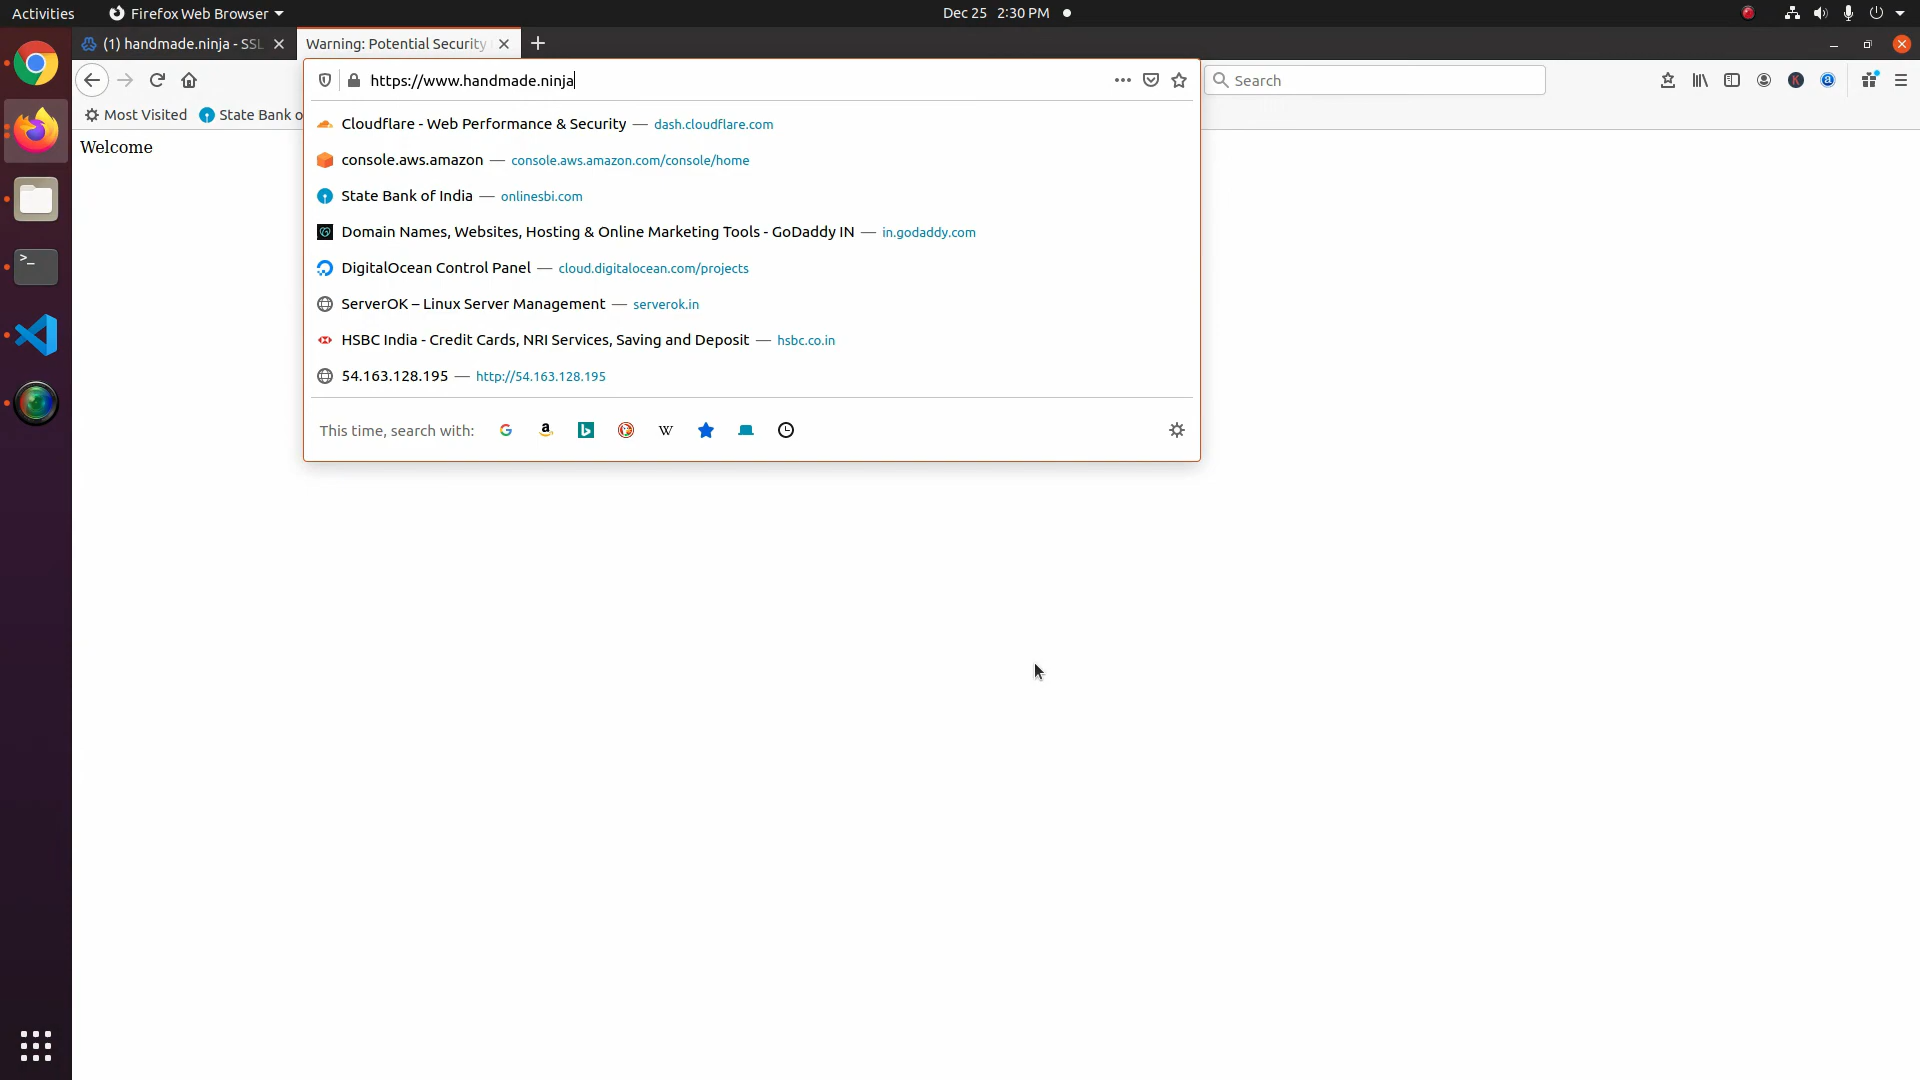 Activities
Firefox Web Browser
Dec 25 2:30 PM
(1) handmade.ninja - SSL
Warning: Potential Security
https://www.handmade.ninja
Search
Most Visited
State Bank o
Welcome
Cloudflare - Web Performance & Security — dash.cloudflare.com
console.aws.amazon — console.aws.amazon.com/console/home
State Bank of India — onlinesbi.com
Domain Names, Websites, Hosting & Online Marketing Tools - GoDaddy IN — in.godaddy.com
DigitalOcean Control Panel — cloud.digitalocean.com/projects
ServerOK – Linux Server Management — serverok.in
HSBC India - Credit Cards, NRI Services, Saving and Deposit — hsbc.co.in
54.163.128.195 — http://54.163.128.195
This time, search with: